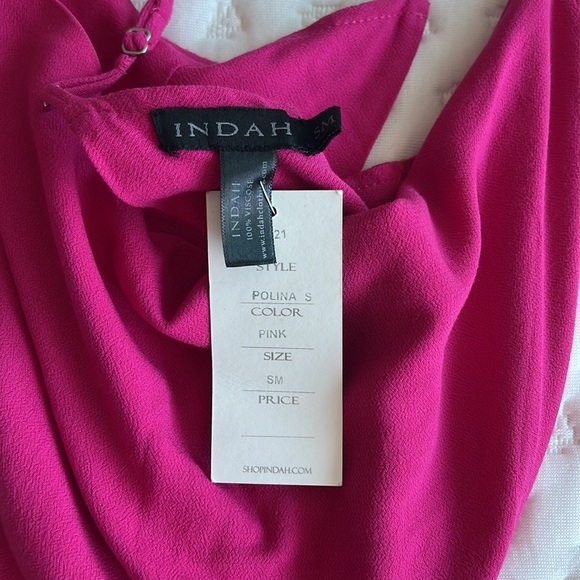 INDAH
SM
INDAH
100% VISCOSE
www.indahclothing.com
21
STYLE
POLINA S
COLOR
PINK
SIZE
SM
PRICE
SHOPINDAH.COM